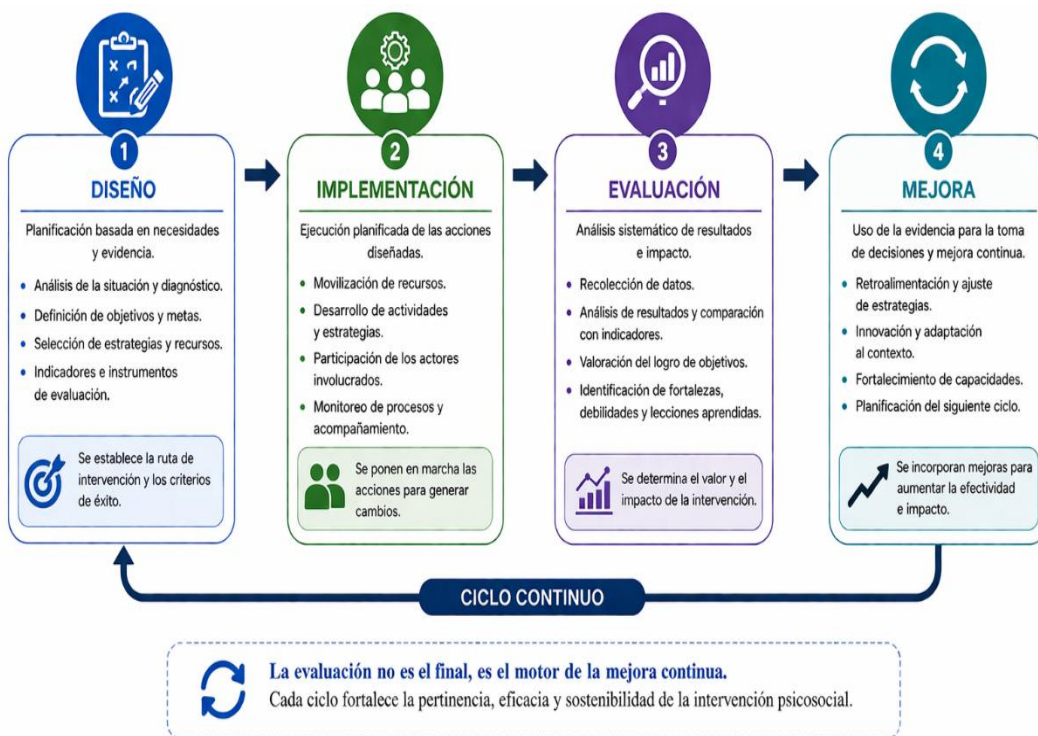 1
DISEÑO
Planificación basada en necesidades
y evidencia.
• Análisis de la situación y diagnóstico.
• Definición de objetivos y metas.
• Selección de estrategias y recursos.
• Indicadores e instrumentos
de evaluación.
Se establece la ruta de
intervención y los criterios
de éxito.
2
IMPLEMENTACIÓN
Ejecución planificada de las acciones
diseñadas.
• Movilización de recursos.
• Desarrollo de actividades
y estrategias.
• Participación de los actores
involucrados.
• Monitoreo de procesos y
acompañamiento.
Se ponen en marcha las
acciones para generar
cambios.
3
EVALUACIÓN
Análisis sistemático de resultados
e impacto.
• Recolección de datos.
• Análisis de resultados y comparación
con indicadores.
• Valoración del logro de objetivos.
• Identificación de fortalezas,
debilidades y lecciones aprendidas.
Se determina el valor y el
impacto de la intervención.
4
MEJORA
Uso de la evidencia para la toma
de decisiones y mejora continua.
• Retroalimentación y ajuste
de estrategias.
• Innovación y adaptación
al contexto.
• Fortalecimiento de capacidades.
• Planificación del siguiente ciclo.
Se incorporan mejoras para
aumentar la efectividad
e impacto.
CICLO CONTINUO
La evaluación no es el final, es el motor de la mejora continua.
Cada ciclo fortalece la pertinencia, eficacia y sostenibilidad de la intervención psicosocial.